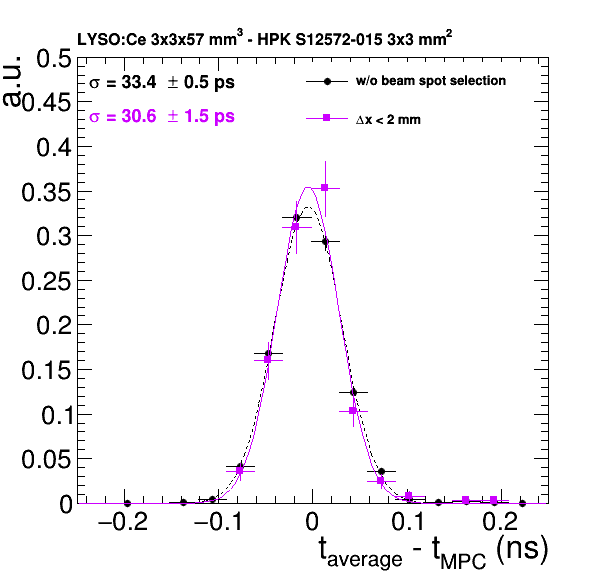 LYSO:Ce 3x3x57 mm³ - HPK S12572-015 3x3 mm²
a.u.
σ = 33.4 ± 0.5 ps
σ = 30.6 ± 1.5 ps
w/o beam spot selection
Δx < 2 mm
0.5
0.45
0.4
0.35
0.3
0.25
0.2
0.15
0.1
0.05
0
−0.2 −0.1 0 0.1 0.2
t_average - t_MPC (ns)